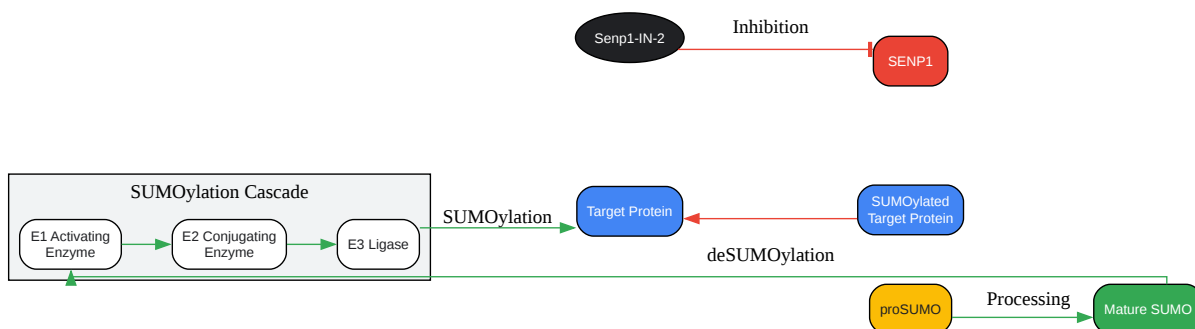 Senp1-IN-2
Inhibition
SENP1
SUMOylation Cascade
E1 Activating
Enzyme
E2 Conjugating
Enzyme
E3 Ligase
SUMOylation
Target Protein
SUMOylated
Target Protein
deSUMOylation
proSUMO
Processing
Mature SUMO